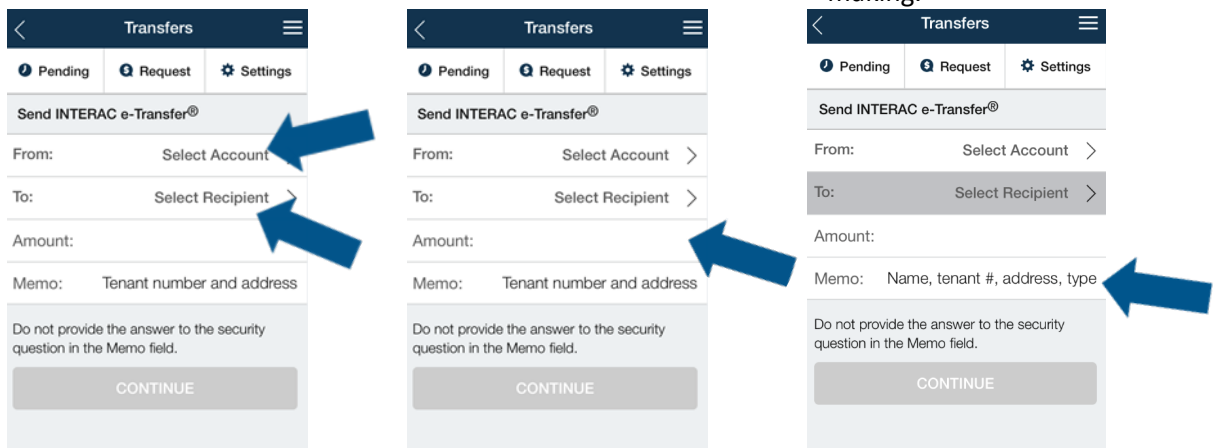 making.
Transfers
Pending Request Settings
Send INTERAC e-Transfer®
From: Select Account
To: Select Recipient
Amount:
Memo: Tenant number and address
Do not provide the answer to the security
question in the Memo field.
CONTINUE
Transfers
Pending Request Settings
Send INTERAC e-Transfer®
From: Select Account
To: Select Recipient
Amount:
Memo: Tenant number and address
Do not provide the answer to the security
question in the Memo field.
CONTINUE
Transfers
Pending Request Settings
Send INTERAC e-Transfer®
From: Select Account
To: Select Recipient
Amount:
Memo: Name, tenant #, address, type
Do not provide the answer to the security
question in the Memo field.
CONTINUE